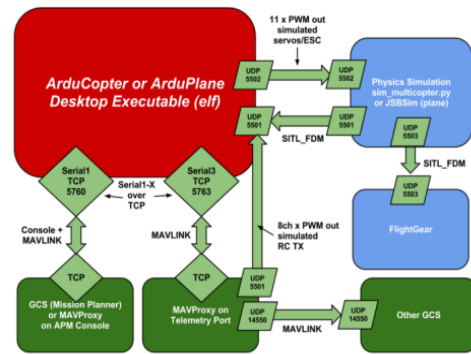 11 x PWM out
simulated
servos/ESC
ArduCopter or ArduPlane
Desktop Executable (elf)
UDP
5502
UDP
5502
Physics Simulation
sim_multicopter.py
or JSBSim (plane)
UDP
5501
UDP
5501
SITL_FDM
UDP
5503
SITL_FDM
Serial1
TCP
5760
Serial1-X
over
TCP
Serial3
TCP
5763
UDP
5503
FlightGear
Console +
MAVLINK
MAVLINK
8ch x PWM out
simulated
RC TX
TCP
GCS (Mission Planner)
or MAVProxy
on APM Console
TCP
MAVProxy on
Telemetry Port
UDP
5501
UDP
14550
MAVLINK
UDP
14550
Other GCS